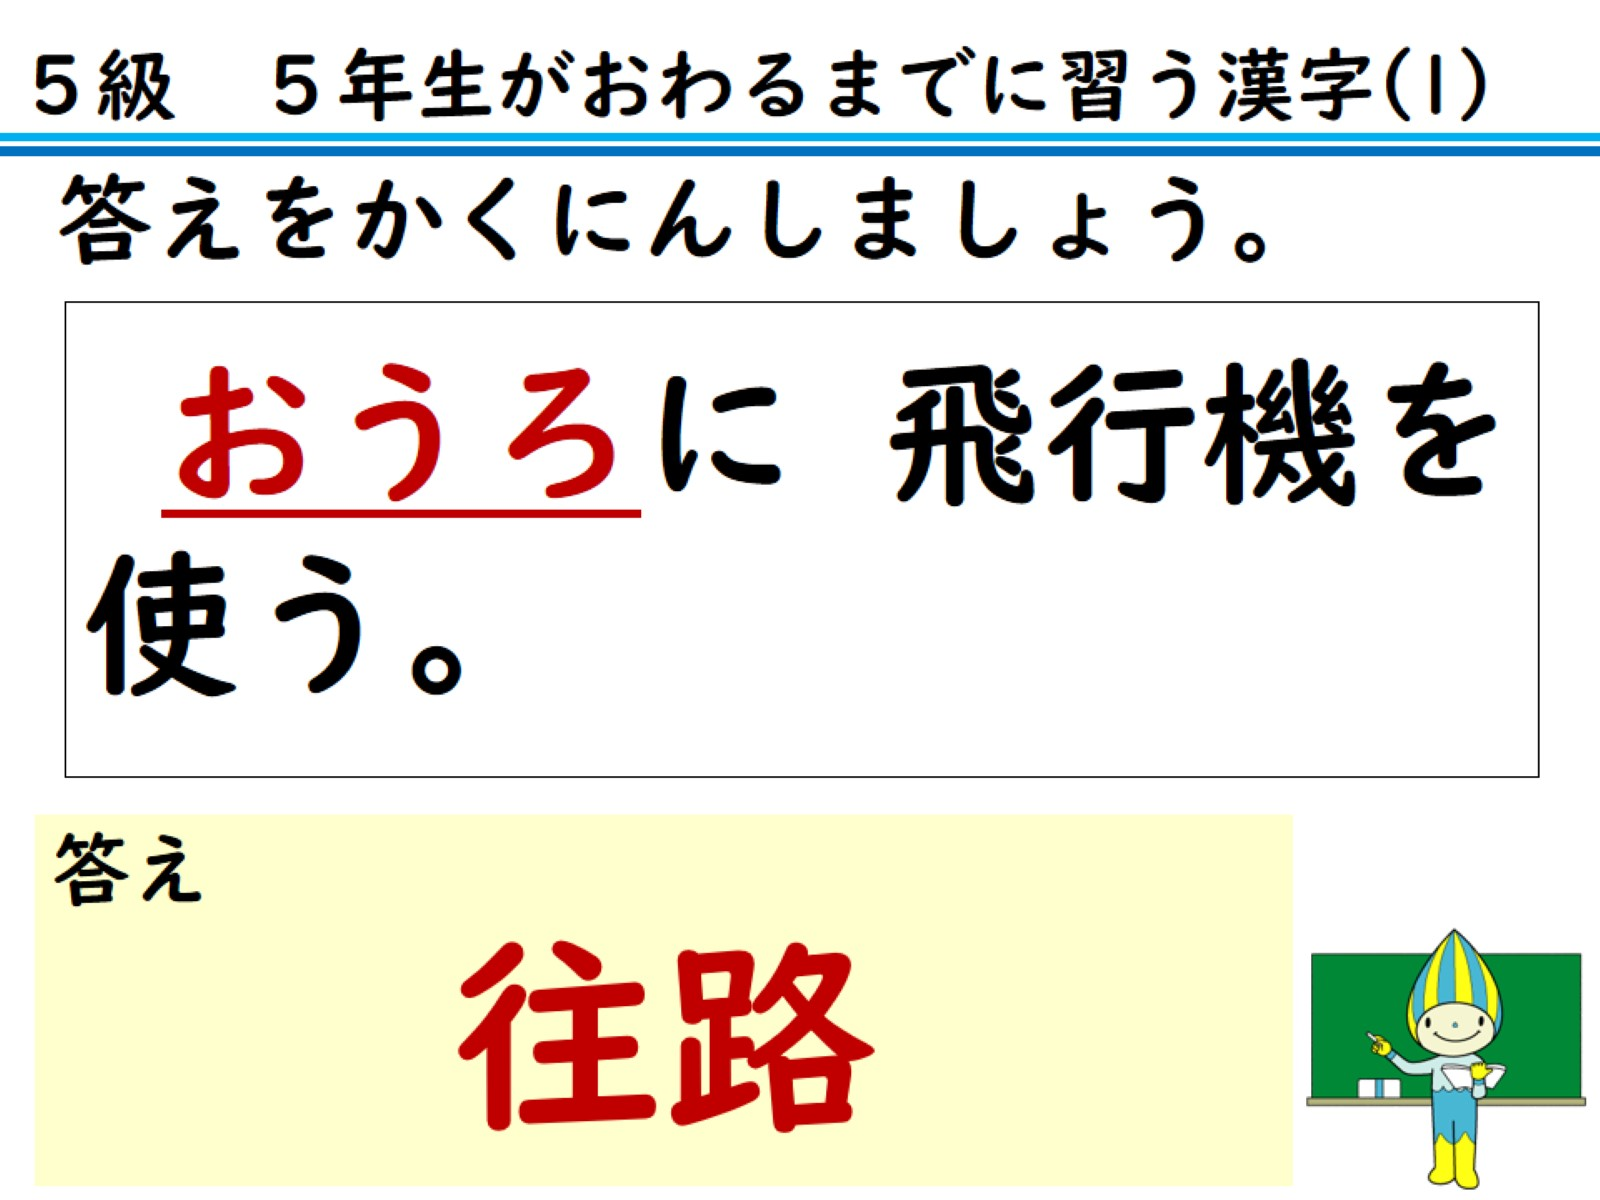 ５級　５年生がおわるまでに習う漢字(1)
答えをかくにんしましょう。
おうろに 飛行機を
使う。
答え
往路